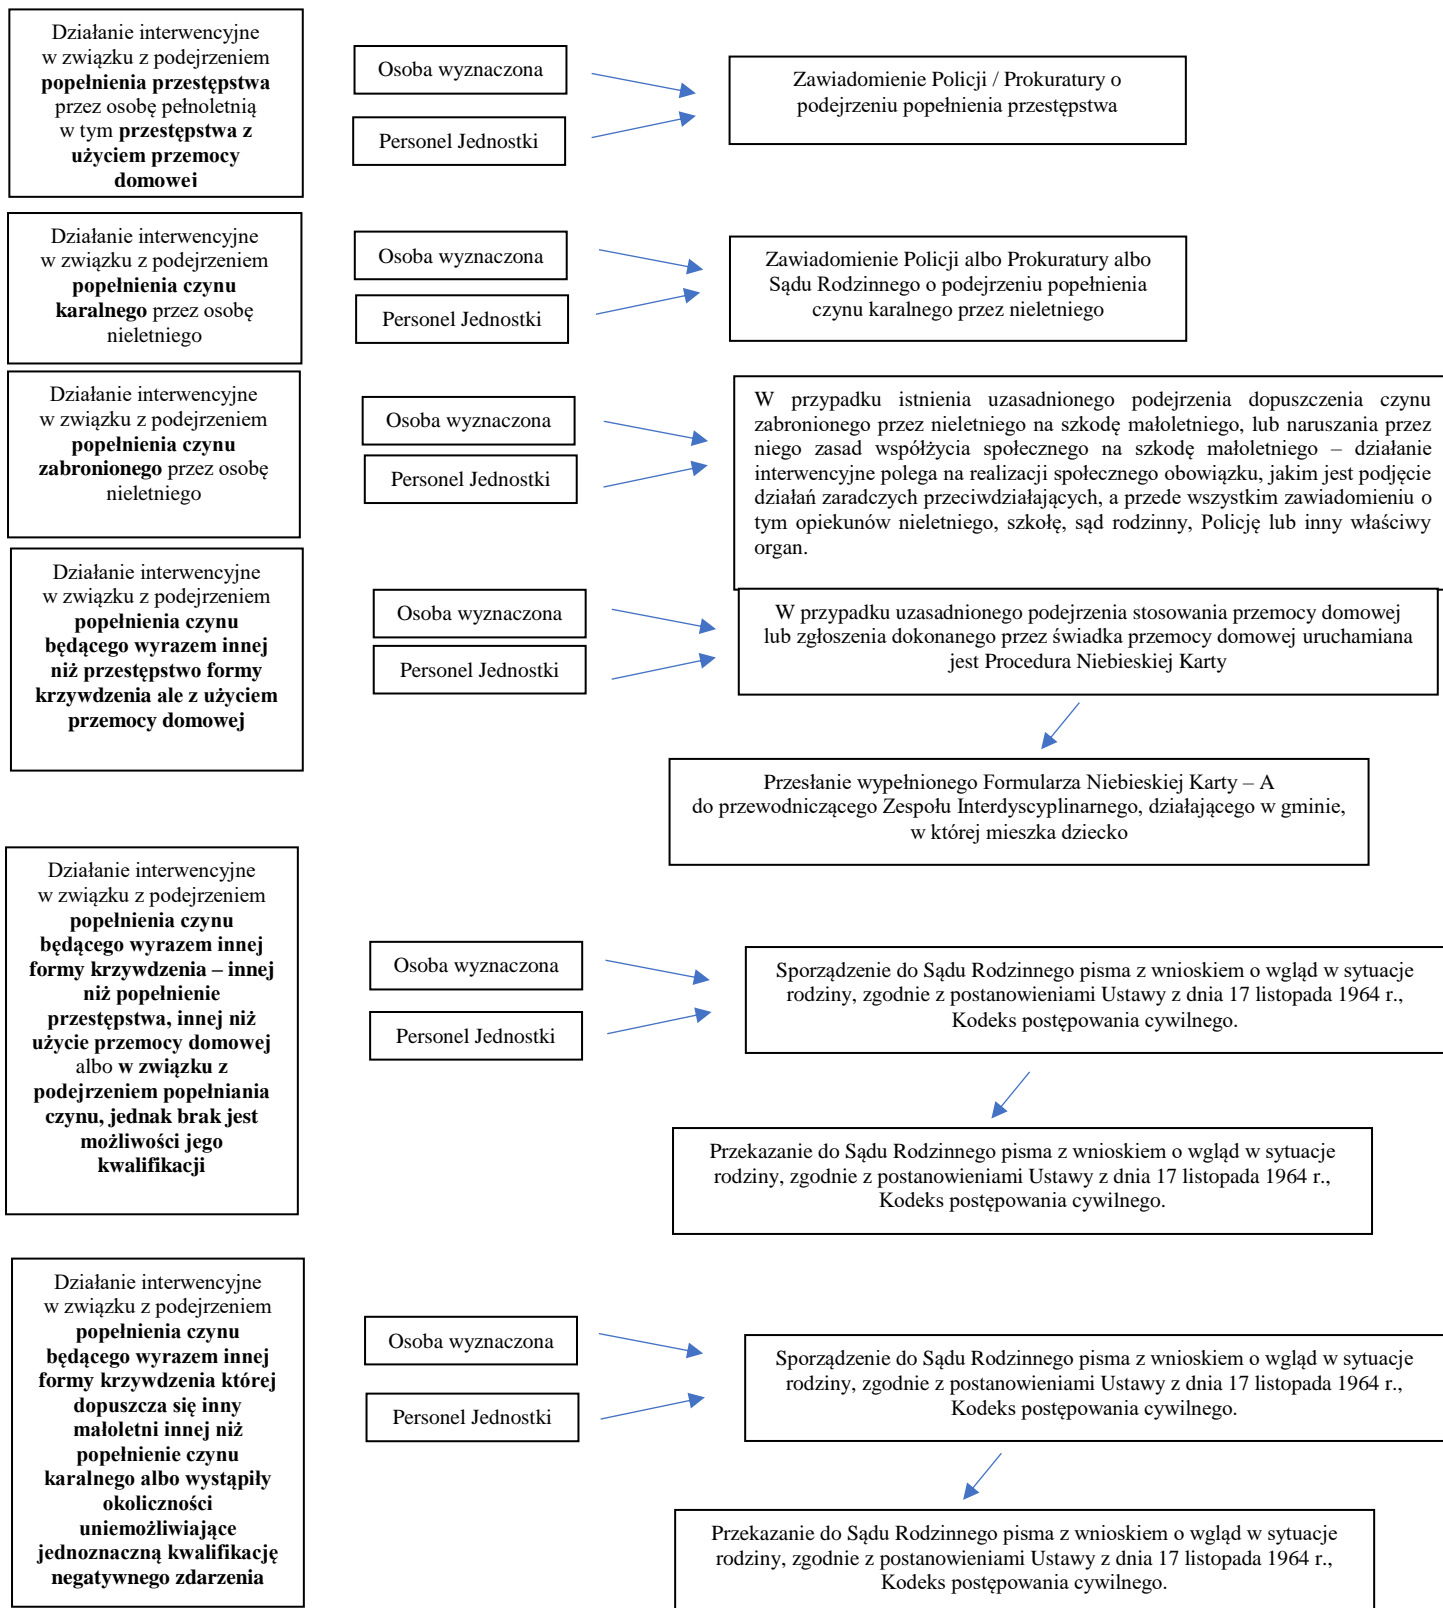 Działanie interwencyjne
w związku z podejrzeniem
popełnienia przestępstwa
przez osobę pełnoletnią
w tym przestępstwa z
użyciem przemocy
domowej
Osoba wyznaczona
Personel Jednostki
Zawiadomienie Policji / Prokuratury o
podejrzeniu popełnienia przestępstwa
Działanie interwencyjne
w związku z podejrzeniem
popełnienia czynu
karalnego przez osobę
nieletniego
Osoba wyznaczona
Personel Jednostki
Zawiadomienie Policji albo Prokuratury albo
Sądu Rodzinnego o podejrzeniu popełnienia
czynu karalnego przez nieletniego
Działanie interwencyjne
w związku z podejrzeniem
popełnienia czynu
zabronionego przez osobę
nieletniego
Osoba wyznaczona
Personel Jednostki
W przypadku istnienia uzasadnionego podejrzenia dopuszczenia czynu
zabronionego przez nieletniego na szkodę małoletniego, lub naruszania przez
niego zasad współżycia społecznego na szkodę małoletniego – działanie
interwencyjne polega na realizacji społecznego obowiązku, jakim jest podjęcie
działań zaradczych przeciwdziałających, a przede wszystkim zawiadomieniu o
tym opiekunów nieletniego, szkołę, sąd rodzinny, Policję lub inny właściwy
organ.
Działanie interwencyjne
w związku z podejrzeniem
popełnienia czynu
będącego wyrazem innej
niż przestępstwo formy
krzywdzenia ale z użyciem
przemocy domowej
Osoba wyznaczona
Personel Jednostki
W przypadku uzasadnionego podejrzenia stosowania przemocy domowej
lub zgłoszenia dokonanego przez świadka przemocy domowej uruchamiana
jest Procedura Niebieskiej Karty
Przesłanie wypełnionego Formularza Niebieskiej Karty – A
do przewodniczącego Zespołu Interdyscyplinarnego, działającego w gminie,
w której mieszka dziecko
Działanie interwencyjne
w związku z podejrzeniem
popełnienia czynu
będącego wyrazem innej
formy krzywdzenia – innej
niż popełnienie
przestępstwa, innej niż
użycie przemocy domowej
albo w związku z
podejrzeniem popełniania
czynu, jednak brak jest
możliwości jego
kwalifikacji
Osoba wyznaczona
Personel Jednostki
Sporządzenie do Sądu Rodzinnego pisma z wnioskiem o wgląd w sytuacje
rodziny, zgodnie z postanowieniami Ustawy z dnia 17 listopada 1964 r.,
Kodeks postępowania cywilnego.
Przekazanie do Sądu Rodzinnego pisma z wnioskiem o wgląd w sytuacje
rodziny, zgodnie z postanowieniami Ustawy z dnia 17 listopada 1964 r.,
Kodeks postępowania cywilnego.
Działanie interwencyjne
w związku z podejrzeniem
popełnienia czynu
będącego wyrazem innej
formy krzywdzenia której
dopuszcza się inny
małoletni innej niż
popełnienie czynu
karalnego albo wystąpiły
okoliczności
uniemożliwiające
jednoznaczną kwalifikację
negatywnego zdarzenia
Osoba wyznaczona
Personel Jednostki
Sporządzenie do Sądu Rodzinnego pisma z wnioskiem o wgląd w sytuacje
rodziny, zgodnie z postanowieniami Ustawy z dnia 17 listopada 1964 r.,
Kodeks postępowania cywilnego.
Przekazanie do Sądu Rodzinnego pisma z wnioskiem o wgląd w sytuacje
rodziny, zgodnie z postanowieniami Ustawy z dnia 17 listopada 1964 r.,
Kodeks postępowania cywilnego.